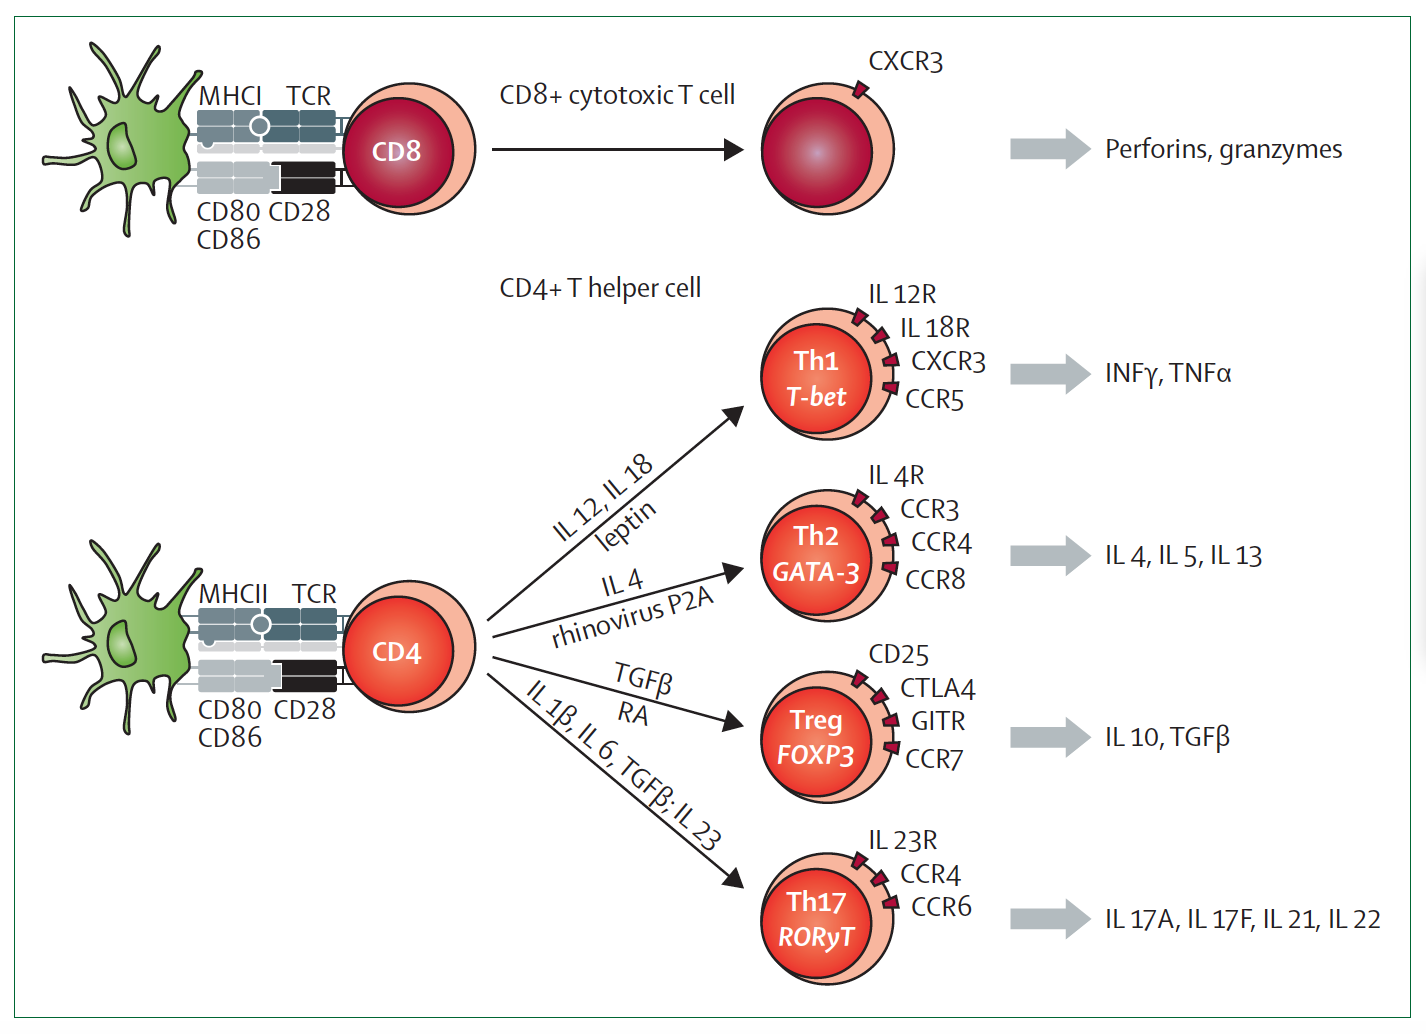 CXCR3
MHCI TCR
CD8+ cytotoxic T cell
CD8
Perforins, granzymes
CD80 CD28
CD86
CD4+ T helper cell
IL 12R
IL 18R
Th1
CXCR3
T-bet
CCR5
INFγ, TNFα
IL 12, IL 18
leptin
IL 4R
CCR3
Th2
CCR4
GATA-3
CCR8
IL 4, IL 5, IL 13
IL 4
rhinovirus P2A
MHCII TCR
CD4
CD80 CD28
CD86
TGFβ
RA
CD25
CTLA4
Treg
GITR
FOXP3
CCR7
IL 10, TGFβ
IL 1β, IL 6, TGFβ; IL 23
IL 23R
CCR4
Th17
CCR6
RORyT
IL 17A, IL 17F, IL 21, IL 22